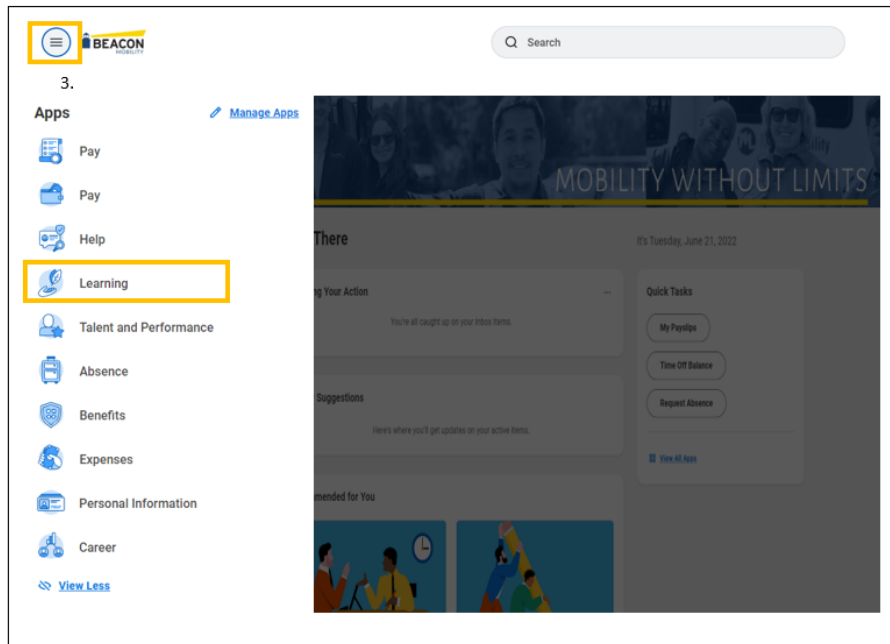 BEACON
MOBILITY
Search
3.
Apps
Manage Apps
Pay
Pay
Help
Learning
Talent and Performance
Absence
Benefits
Expenses
Personal Information
Career
View Less
MOBILITY WITHOUT LIMITS
There
It's Tuesday, June 21, 2022
ng Your Action
You're all caught up on your inbox items.
Suggestions
Here's where you'll get updates on your active items.
mended for You
Quick Tasks
My Payslips
Time Off Balance
Request Absence
View All Apps